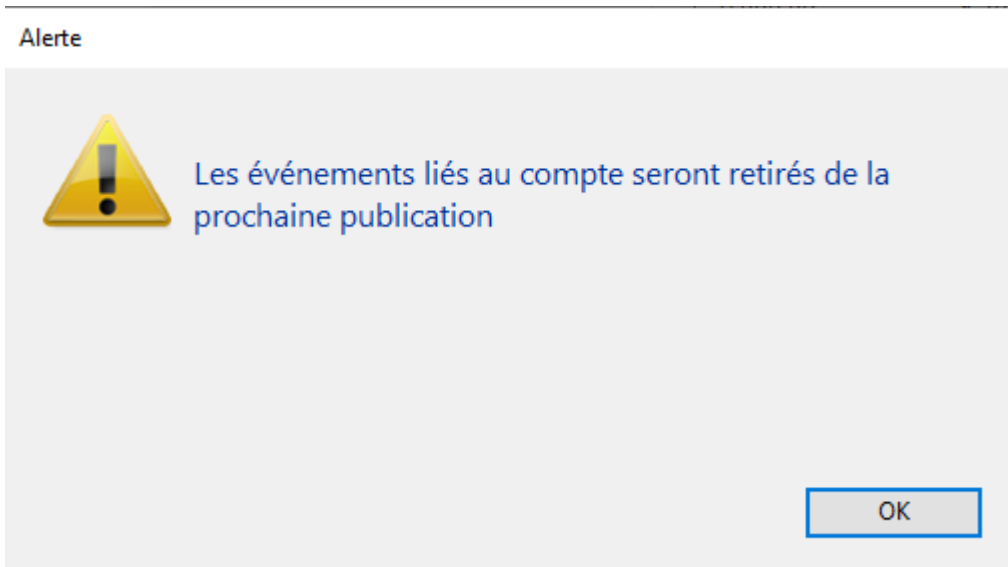 Alerte
Les événements liés au compte seront retirés de la
prochaine publication
OK